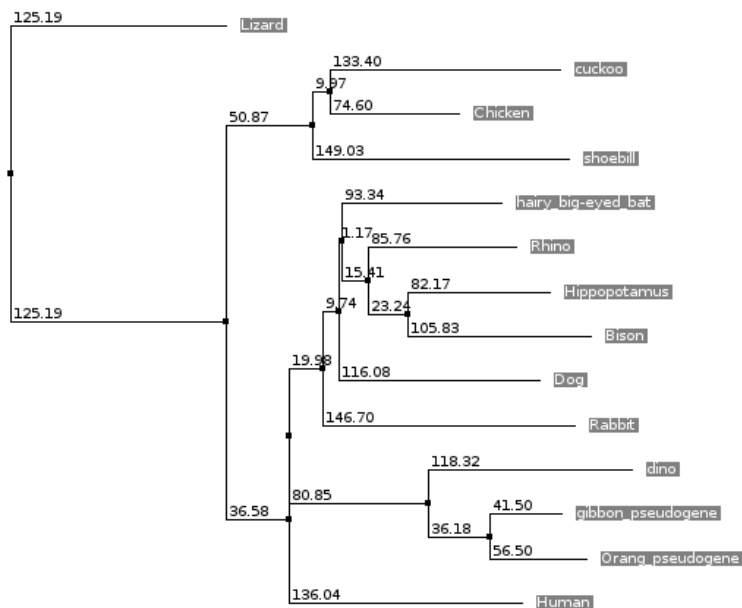 125.19 Lizard
133.40 cuckoo
9.97
74.60 Chicken
50.87
149.03 shoebill
93.34 hairy_big-eyed_bat
1.17
85.76 Rhino
15.41
82.17 Hippopotamus
9.74
23.24
105.83 Bison
125.19
19.98
116.08 Dog
146.70 Rabbit
118.32 dino
80.85
41.50 gibbon_pseudogene
36.58
36.18
56.50 Orang_pseudogene
136.04 Human